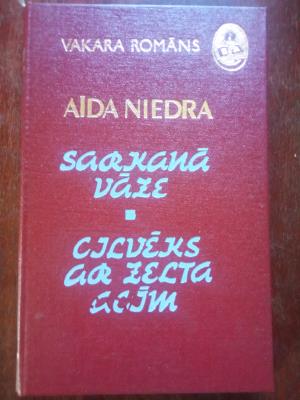 VAKARA ROMĀNS
AĪDA NIEDRA
SARKANĀ
VĀZE
CILVĒKS
AR ZELTA
ACĪM